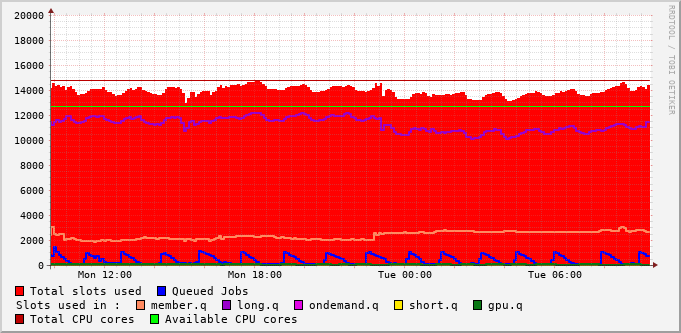 20000
18000
16000
14000
12000
10000
8000
6000
4000
2000
0
Mon 12:00 Mon 18:00 Tue 00:00 Tue 06:00
RRDTOOL / TOBI OETIKER
Total slots used Queued Jobs
Slots used in : member.q long.q ondemand.q short.q gpu.q
Total CPU cores Available CPU cores